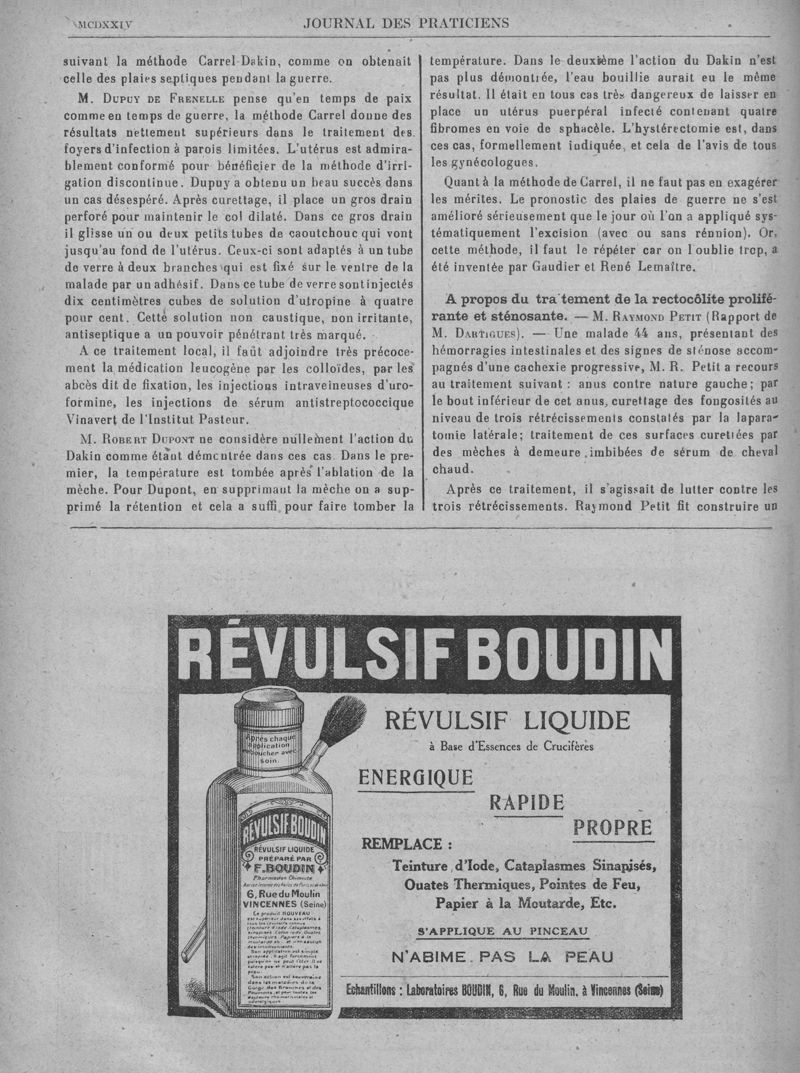 MCDXXIV
JOURNAL DES PRATICIENS
suivant la méthode Carrel-Dakin, comme on obtenait
celle des plaies septiques pendant la guerre.
M. DUPUY DE FRENELLE pense qu'en temps de paix
comme en temps de guerre, la méthode Carrel donne des
résultats nettement supérieurs dans le traitement des
foyers d'infection à parois limitées. L'utérus est admira-
blement conformé pour bénéficier de la méthode d'irri-
gation discontinue. Dupuy a obtenu un beau succès dans
un cas désespéré. Après curettage, il place un gros drain
perforé pour maintenir le col dilaté. Dans ce gros drain
il glisse un ou deux petits tubes de caoutchouc qui vont
jusqu'au fond de l'utérus. Ceux-ci sont adaptés à un tube
de verre à deux branches qui est fixé sur le ventre de la
malade par un adhésif. Dans ce tube de verre sont injectés
dix centimètres cubes de solution d'utropine à quatre
pour cent. Cette solution non caustique, non irritante,
antiseptique a un pouvoir pénétrant très marqué.
A ce traitement local, il faut adjoindre très précoce-
ment la médication leucogène par les colloïdes, par les
abcès dit de fixation, les injections intraveineuses d'uro-
formine, les injections de sérum antistreptococcique
Vinavert de l'Institut Pasteur.
M. ROBERT DUPONT ne considère nullement l'action du
Dakin comme étant démontrée dans ces cas. Dans le pre-
mier, la température est tombée après l'ablation de la
mèche. Pour Dupont, en supprimant la mèche on a sup-
primé la rétention et cela a suffi pour faire tomber la
température. Dans le deuxième l'action du Dakin n'est
pas plus démontrée, l'eau bouillie aurait eu le même
résultat. Il était en tous cas très dangereux de laisser en
place un utérus puerpéral infecté contenant quatre
fibromes en voie de sphacèle. L'hystérectomie est, dans
ces cas, formellement indiquée, et cela de l'avis de tous
les gynécologues.
Quant à la méthode de Carrel, il ne faut pas en exagérer
les mérites. Le pronostic des plaies de guerre ne s'est
amélioré sérieusement que le jour où l'on a appliqué sys-
tématiquement l'excision (avec ou sans réunion). Or,
cette méthode, il faut le répéter car on l'oublie trop, a
été inventée par Gaudier et René Lemaître.
A propos du traitement de la rectocôlite prolifé-
rante et sténosante. — M. RAYMOND PETIT (Rapport de
M. DARTIGUES). — Une malade 44 ans, présentant des
hémorragies intestinales et des signes de sténose accom-
pagnés d'une cachexie progressive, M. R. Petit a recours
au traitement suivant : anus contre nature gauche ; par
le bout inférieur de cet anus, curettage des fongosités au
niveau de trois rétrécissements constatés par la lapara-
tomie latérale ; traitement de ces surfaces curettées par
des mèches à demeure imbibées de sérum de cheval
chaud.
Après ce traitement, il s'agissait de lutter contre les
trois rétrécissements. Raymond Petit fit construire un
RÉVULSIF BOUDIN
RÉVULSIF LIQUIDE
à Base d'Essences de Crucifères
ENERGIQUE
RAPIDE
PROPRE
REMPLACE :
Teinture d'Iode, Cataplasmes Sinapisés,
Ouates Thermiques, Pointes de Feu,
Papier à la Moutarde, Etc.
S'APPLIQUE AU PINCEAU
N'ABIME PAS LA PEAU
Echantillons : Laboratoires BOUDIN, 6, Rue du Moulin, à Vincennes (Seine)
Après chaque
application
reboucher avec
soin.
RÉVULSIF BOUDIN
RÉVULSIF LIQUIDE
PRÉPARÉ PAR
F. BOUDIN
Pharmacien Chimiste
6, Rue du Moulin
VINCENNES (Seine)
Le produit NOUVEAU